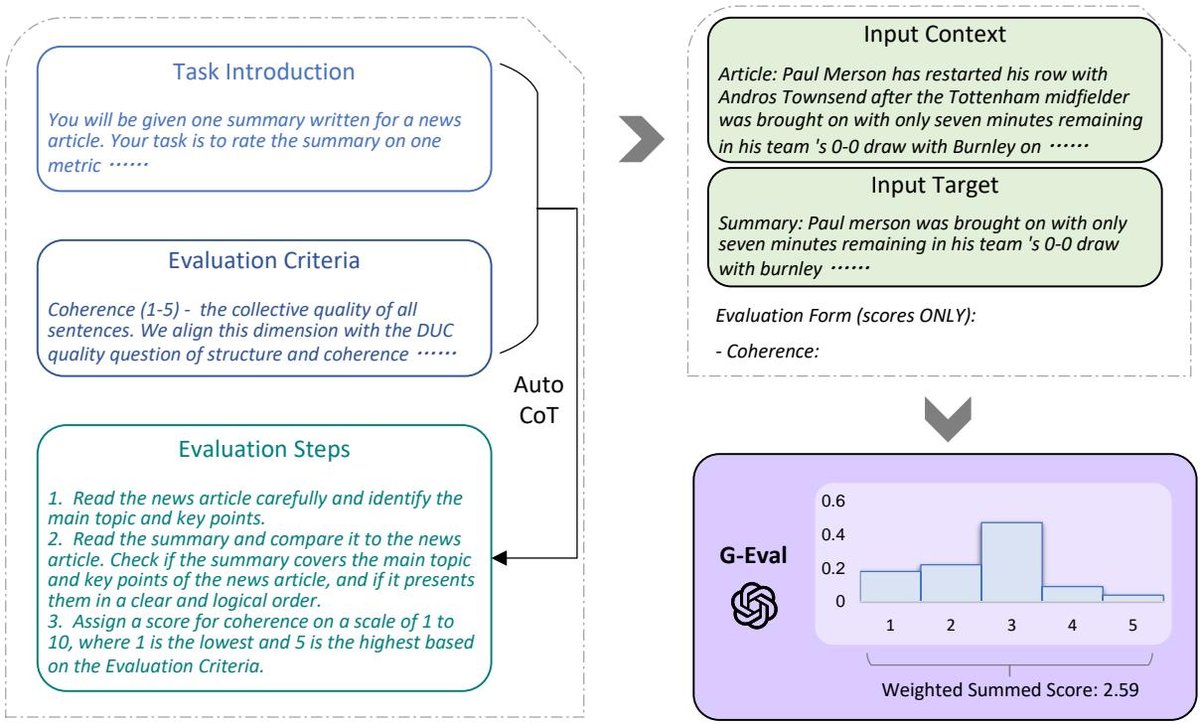 Task Introduction
You will be given one summary written for a news
article. Your task is to rate the summary on one
metric ······
Evaluation Criteria
Coherence (1-5) - the collective quality of all
sentences. We align this dimension with the DUC
quality question of structure and coherence ······
Auto
CoT
Evaluation Steps
1. Read the news article carefully and identify the
main topic and key points.
2. Read the summary and compare it to the news
article. Check if the summary covers the main topic
and key points of the news article, and if it presents
them in a clear and logical order.
3. Assign a score for coherence on a scale of 1 to
10, where 1 is the lowest and 5 is the highest based
on the Evaluation Criteria.
Input Context
Article: Paul Merson has restarted his row with
Andros Townsend after the Tottenham midfielder
was brought on with only seven minutes remaining
in his team 's 0-0 draw with Burnley on ······
Input Target
Summary: Paul merson was brought on with only
seven minutes remaining in his team 's 0-0 draw
with burnley ······
Evaluation Form (scores ONLY):
- Coherence:
G-Eval
0.6
0.4
0.2
0
1 2 3 4 5
Weighted Summed Score: 2.59